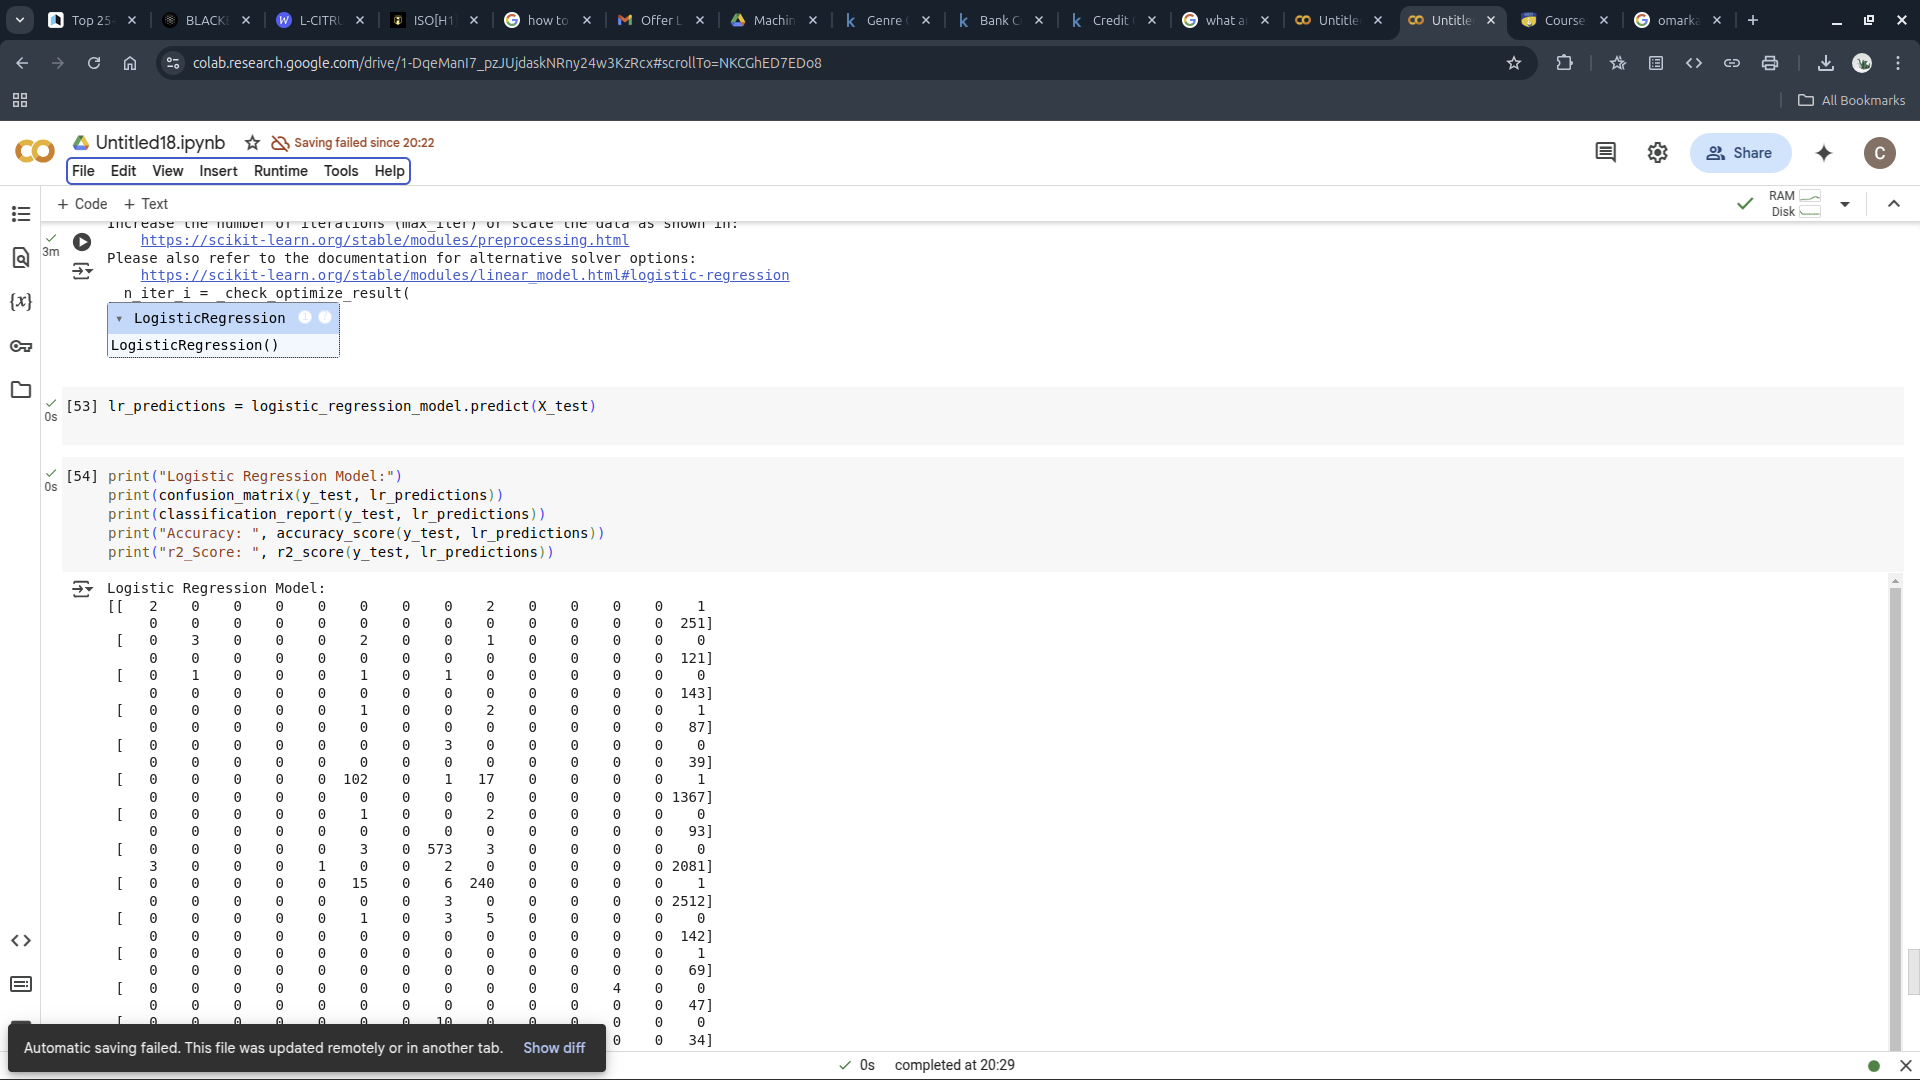 Top 25
BLACK
L-CITRU
ISO[H1
how to
Offer L
Machin
Genre
Bank C
Credit
what a
Untitle
Untitle
Course
omarka
colab.research.google.com/drive/1-DqeManI7_pzJUjdaskNRny24w3KzRcx#scrollTo=NKCGhED7EDo8
All Bookmarks
Untitled18.ipynb
Saving failed since 20:22
File Edit View Insert Runtime Tools Help
Share
C
+ Code + Text
RAM
Disk
increase the number of iterations (max_iter) or scale the data as shown in:
3m
https://scikit-learn.org/stable/modules/preprocessing.html
Please also refer to the documentation for alternative solver options:
https://scikit-learn.org/stable/modules/linear_model.html#logistic-regression
n_iter_i = _check_optimize_result(
▾ LogisticRegression
LogisticRegression()
[53] lr_predictions = logistic_regression_model.predict(X_test)
0s
[54] print("Logistic Regression Model:")
0s
print(confusion_matrix(y_test, lr_predictions))
print(classification_report(y_test, lr_predictions))
print("Accuracy: ", accuracy_score(y_test, lr_predictions))
print("r2_Score: ", r2_score(y_test, lr_predictions))
Logistic Regression Model:
[[ 2 0 0 0 0 0 0 0 2 0 0 0 0 1
0 0 0 0 0 0 0 0 0 0 0 0 0 251]
[ 0 3 0 0 0 2 0 0 1 0 0 0 0 0
0 0 0 0 0 0 0 0 0 0 0 0 0 121]
[ 0 1 0 0 0 1 0 1 0 0 0 0 0 0
0 0 0 0 0 0 0 0 0 0 0 0 0 143]
[ 0 0 0 0 0 1 0 0 2 0 0 0 0 1
0 0 0 0 0 0 0 0 0 0 0 0 0 87]
[ 0 0 0 0 0 0 0 3 0 0 0 0 0 0
0 0 0 0 0 0 0 0 0 0 0 0 0 39]
[ 0 0 0 0 0 102 0 1 17 0 0 0 0 1
0 0 0 0 0 0 0 0 0 0 0 0 0 1367]
[ 0 0 0 0 0 1 0 0 2 0 0 0 0 0
0 0 0 0 0 0 0 0 0 0 0 0 0 93]
[ 0 0 0 0 0 3 0 573 3 0 0 0 0 0
3 0 0 0 1 0 0 2 0 0 0 0 0 2081]
[ 0 0 0 0 0 15 0 6 240 0 0 0 0 1
0 0 0 0 0 0 0 3 0 0 0 0 0 2512]
[ 0 0 0 0 0 1 0 3 5 0 0 0 0 0
0 0 0 0 0 0 0 0 0 0 0 0 0 142]
[ 0 0 0 0 0 0 0 0 0 0 0 0 0 1
0 0 0 0 0 0 0 0 0 0 0 0 0 69]
[ 0 0 0 0 0 0 0 0 0 0 0 4 0 0
0 0 0 0 0 0 0 0 0 0 0 0 0 47]
[ 0 0 0 0 0 0 0 10 0 0 0 0 0 0
0 0 34]
Automatic saving failed. This file was updated remotely or in another tab. Show diff
0s completed at 20:29